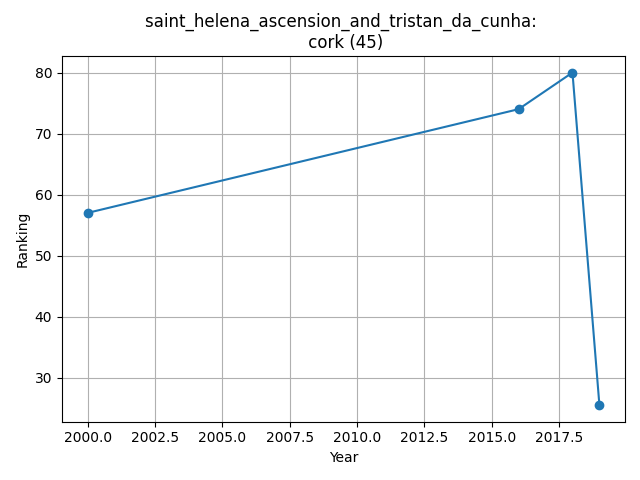 saint_helena_ascension_and_tristan_da_cunha:
cork (45)
80
70
60
50
40
30
Ranking
2000.0 2002.5 2005.0 2007.5 2010.0 2012.5 2015.0 2017.5
Year